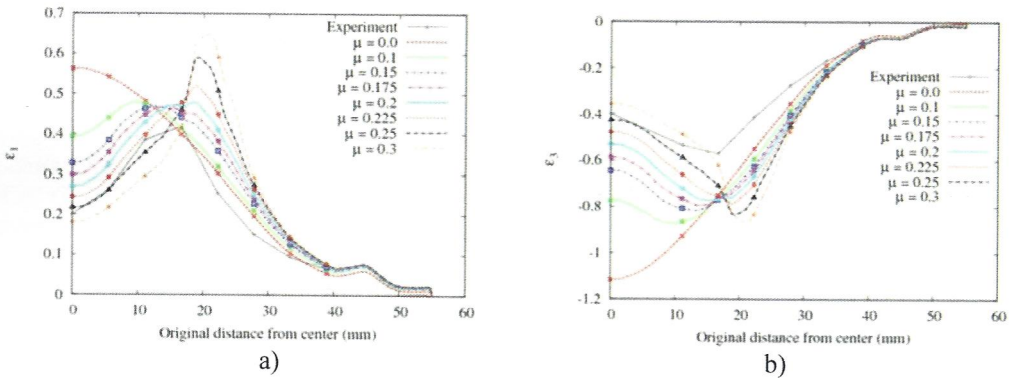 0.7
0.6
0.5
0.4
0.3
0.2
0.1
0
ε1
Experiment
μ = 0.0
μ = 0.1
μ = 0.15
μ = 0.175
μ = 0.2
μ = 0.225
μ = 0.25
μ = 0.3
0 10 20 30 40 50 60
Original distance from center (mm)
a)
0
-0.2
-0.4
-0.6
-0.8
-1
-1.2
ε3
Experiment
μ = 0.0
μ = 0.1
μ = 0.15
μ = 0.175
μ = 0.2
μ = 0.225
μ = 0.25
μ = 0.3
0 10 20 30 40 50 60
Original distance from center (mm)
b)